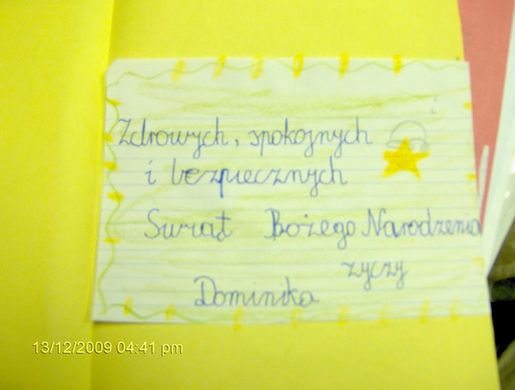 Zdrowych, spokojnych
i bezpiecznych
Świąt Bożego Narodzenia
życzy
Dominika
13/12/2009 04:41 pm